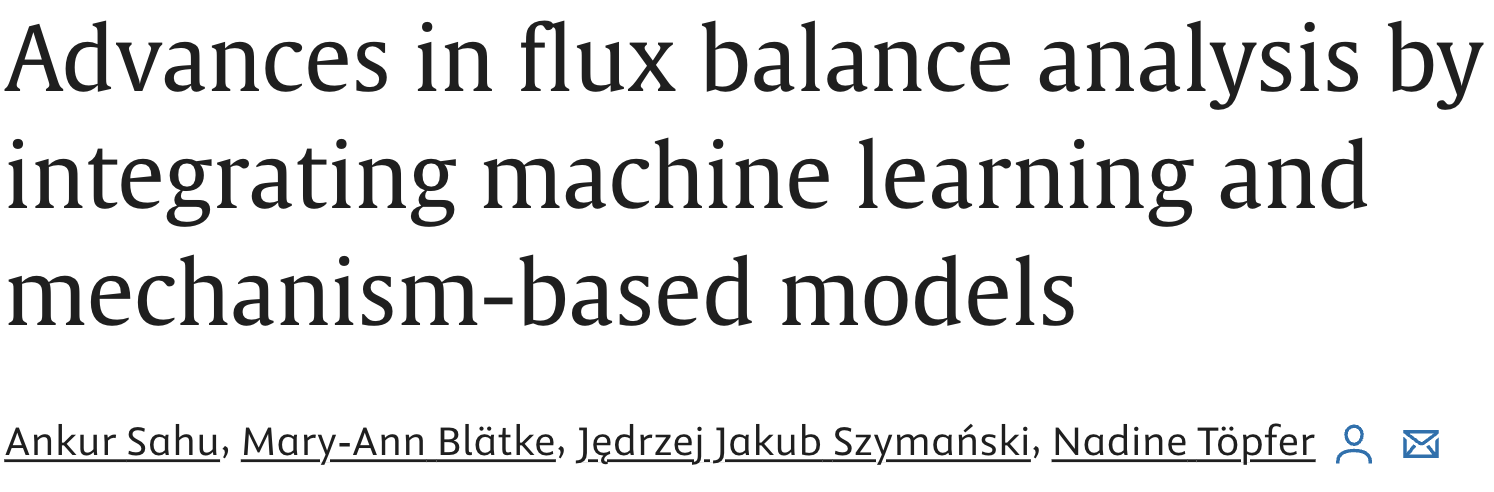 Advances in flux balance analysis by
integrating machine learning and
mechanism-based models
Ankur Sahu, Mary-Ann Blätke, Jędrzej Jakub Szymański, Nadine Töpfer